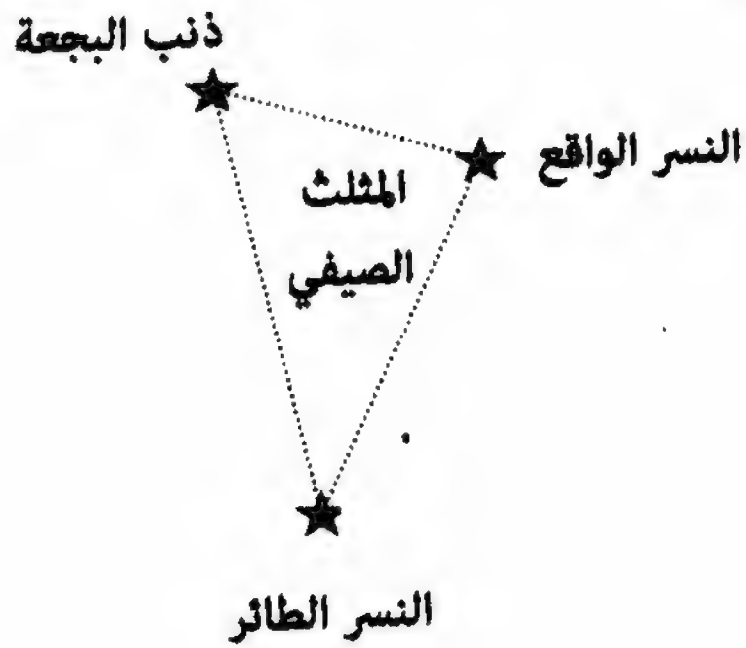 ذنب البجعة
النسر الواقع
المثلث
الصيفي
النسر الطائر